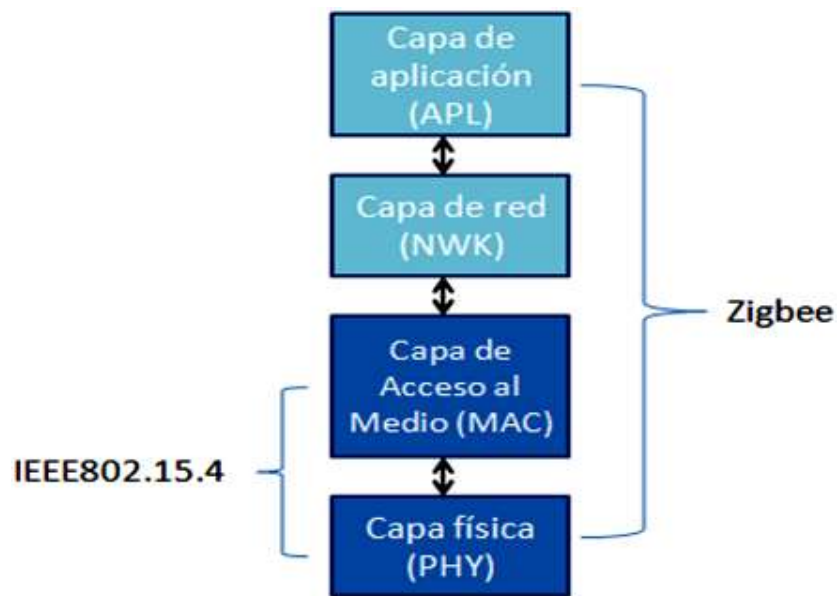 Capa de
aplicación
(APL)
Capa de red
(NWK)
Zigbee
Capa de
Acceso al
Medio (MAC)
IEEE802.15.4
Capa física
(PHY)